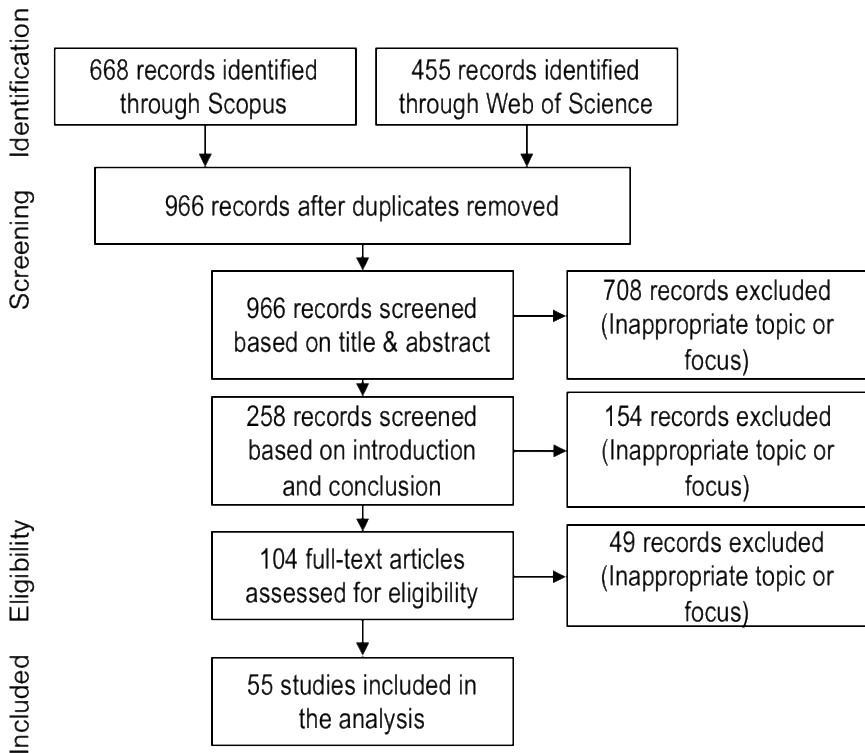 Identification
668 records identified
through Scopus
455 records identified
through Web of Science
Screening
966 records after duplicates removed
966 records screened
based on title & abstract
708 records excluded
(Inappropriate topic or
focus)
258 records screened
based on introduction
and conclusion
154 records excluded
(Inappropriate topic or
focus)
Eligibility
104 full-text articles
assessed for eligibility
49 records excluded
(Inappropriate topic or
focus)
Included
55 studies included in
the analysis